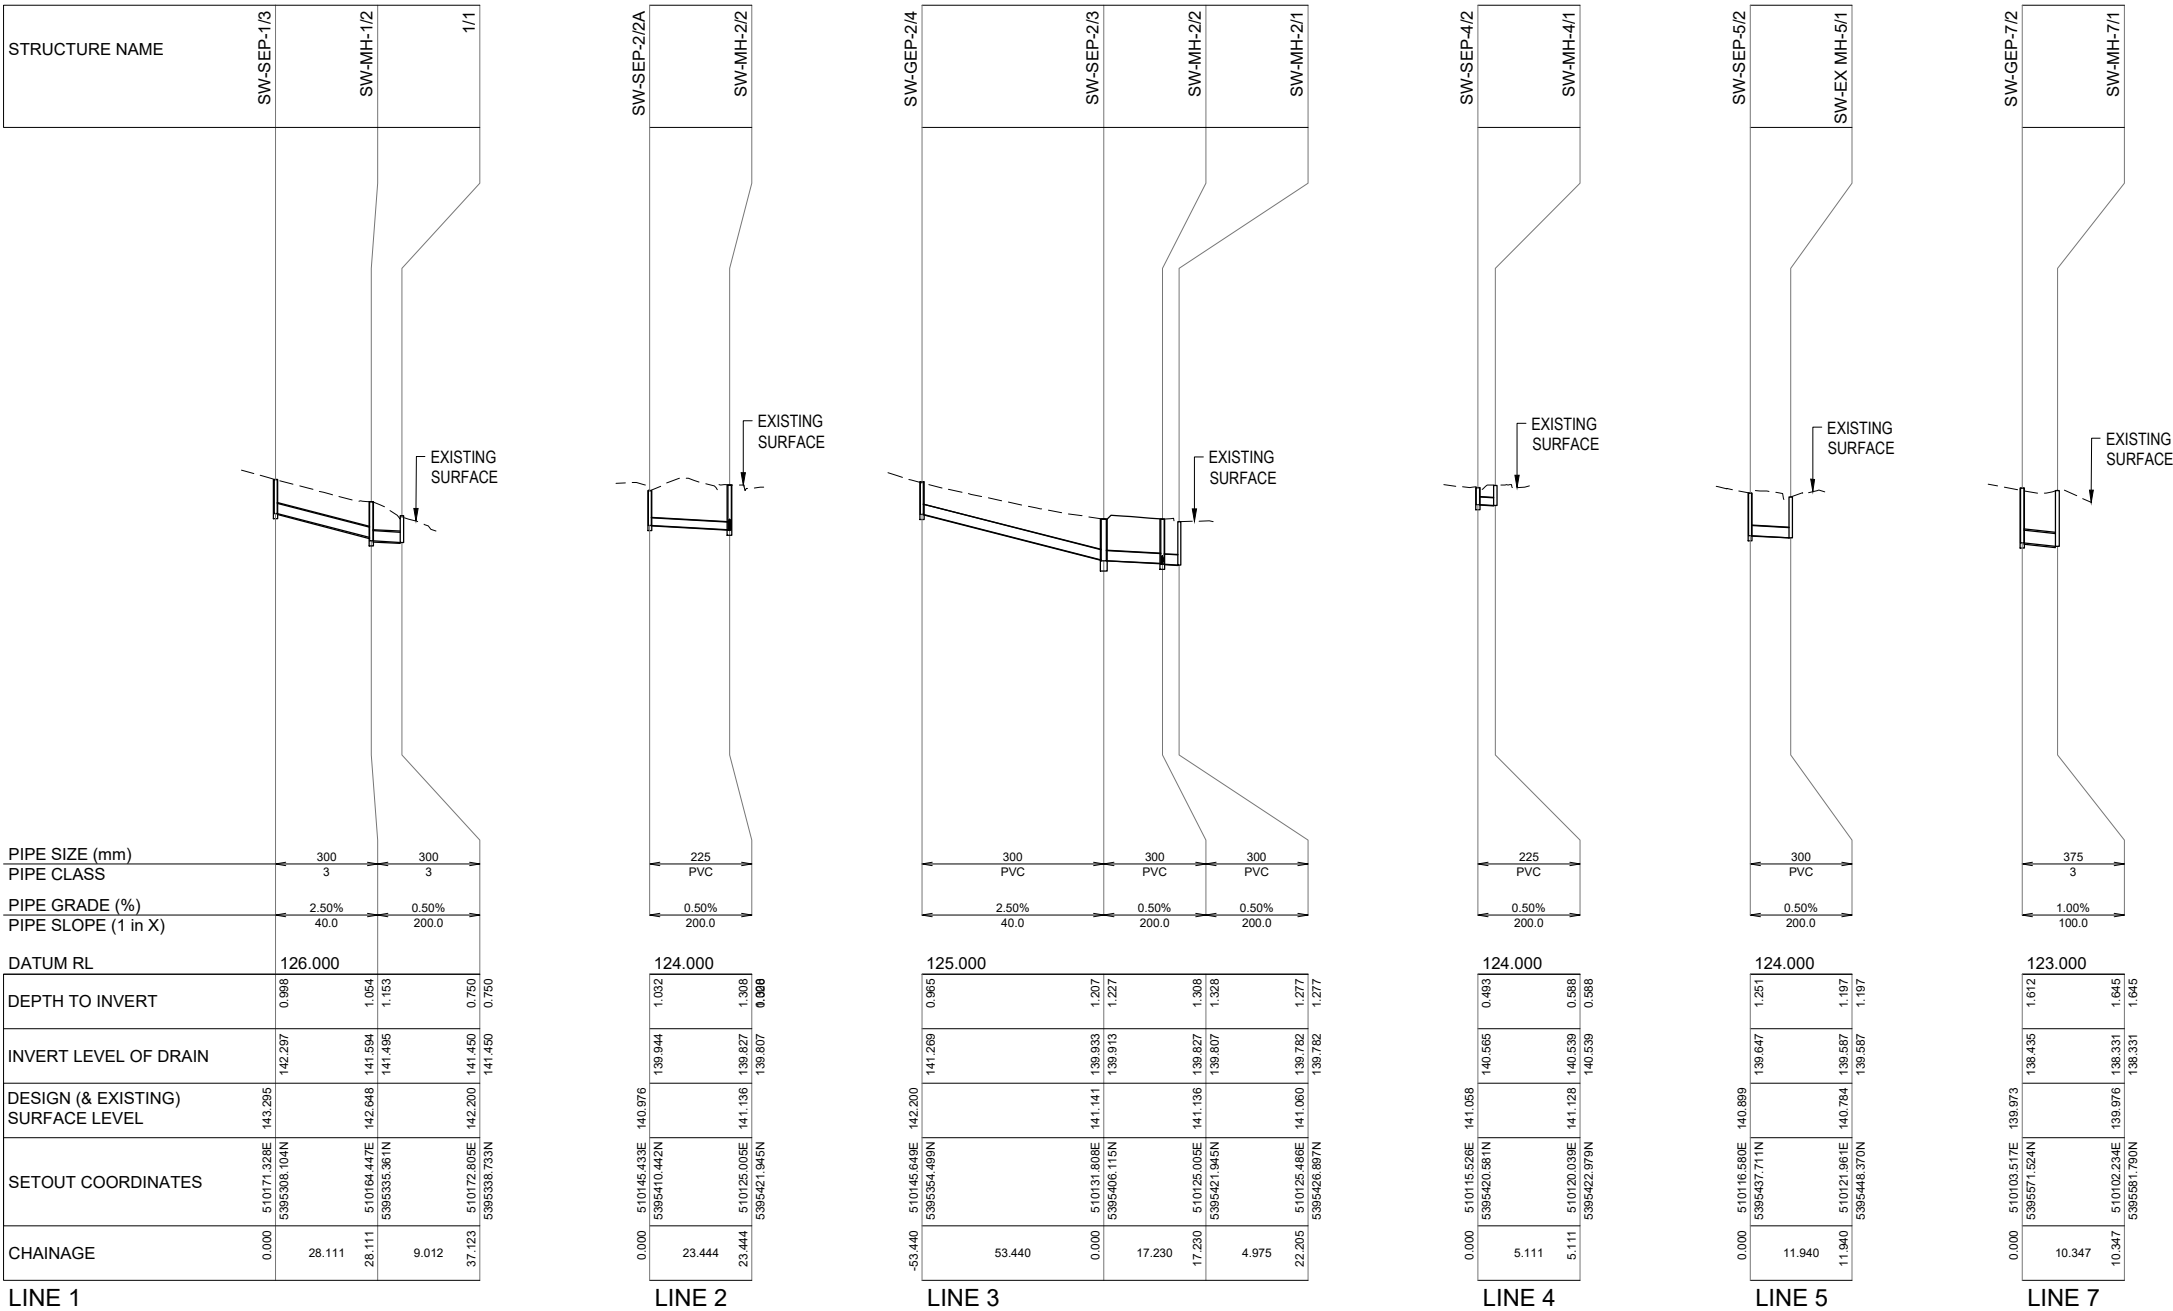 STRUCTURE NAME
SW-SEP-1/3
SW-MH-1/2
1/1
SW-SEP-2/2A
SW-MH-2/2
SW-GEP-2/4
SW-SEP-2/3
SW-MH-2/2
SW-MH-2/1
SW-SEP-4/2
SW-MH-4/1
SW-SEP-5/2
SW-EX MH-5/1
SW-GEP-7/2
SW-MH-7/1
EXISTING
SURFACE
EXISTING
SURFACE
EXISTING
SURFACE
EXISTING
SURFACE
EXISTING
SURFACE
EXISTING
SURFACE
PIPE SIZE (mm) 300 300 225 300 300 300 225 300 375
PIPE CLASS 3 3 PVC PVC PVC PVC PVC PVC 3
PIPE GRADE (%) 2.50% 0.50% 0.50% 2.50% 0.50% 0.50% 0.50% 0.50% 1.00%
PIPE SLOPE (1 in X) 40.0 200.0 200.0 40.0 200.0 200.0 200.0 200.0 100.0
DATUM RL 126.000 124.000 125.000 124.000 124.000 123.000
DEPTH TO INVERT 0.998 1.054 1.153 0.750 0.750 1.032 1.308 0.965 1.207 1.227 1.308 1.328 1.277 1.277 0.493 0.588 0.588 1.251 1.197 1.197 1.612 1.645 1.645
INVERT LEVEL OF DRAIN 142.297 141.594 141.495 141.450 141.450 139.944 139.827 139.807 141.269 139.933 139.913 139.827 139.807 139.782 139.782 140.565 140.539 140.539 139.647 139.587 139.587 138.435 138.331 138.331
DESIGN (& EXISTING)
SURFACE LEVEL
143.295 142.648 142.200 140.976 141.136 142.200 141.141 141.136 141.060 141.058 141.128 140.899 140.784 139.973 139.976
SETOUT COORDINATES
510171.328E
5395308.104N
510164.447E
5395335.361N
510172.805E
5395338.733N
510145.433E
5395410.442N
510125.005E
5395421.945N
510145.649E
5395354.499N
510131.808E
5395406.115N
510125.005E
5395421.945N
510125.486E
5395426.897N
510115.526E
5395420.581N
510120.039E
5395422.979N
510116.580E
5395437.711N
510121.961E
5395448.370N
510103.517E
5395571.524N
510102.234E
5395581.790N
CHAINAGE 0.000 28.111 28.111 9.012 37.123 0.000 23.444 23.444 -53.440 53.440 0.000 17.230 17.230 4.975 22.205 0.000 5.111 5.111 0.000 11.940 11.940 0.000 10.347 10.347
LINE 1 LINE 2 LINE 3 LINE 4 LINE 5 LINE 7